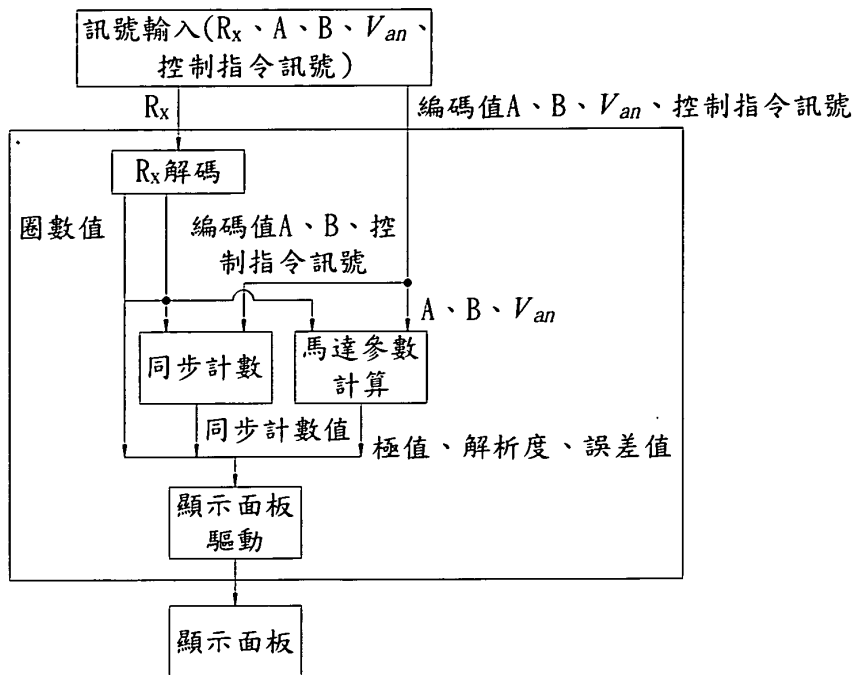 訊號輸入(Rx、A、B、Van、
控制指令訊號)
Rx
編碼值A、B、Van、控制指令訊號
Rx解碼
圈數值
編碼值A、B、控
制指令訊號
A、B、Van
同步計數
馬達參數
計算
同步計數值
極值、解析度、誤差值
顯示面板
驅動
顯示面板